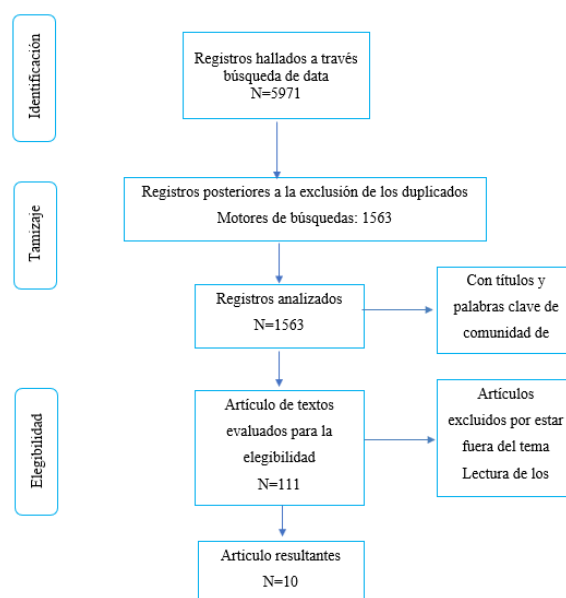 Identificación
Registros hallados a través
búsqueda de data
N=5971
Tamizaje
Registros posteriores a la exclusión de los duplicados
Motores de búsquedas: 1563
Registros analizados
N=1563
Con títulos y
palabras clave de
comunidad de
Elegibilidad
Artículo de textos
evaluados para la
elegibilidad
N=111
Artículos
excluidos por estar
fuera del tema
Lectura de los
Articulo resultantes
N=10